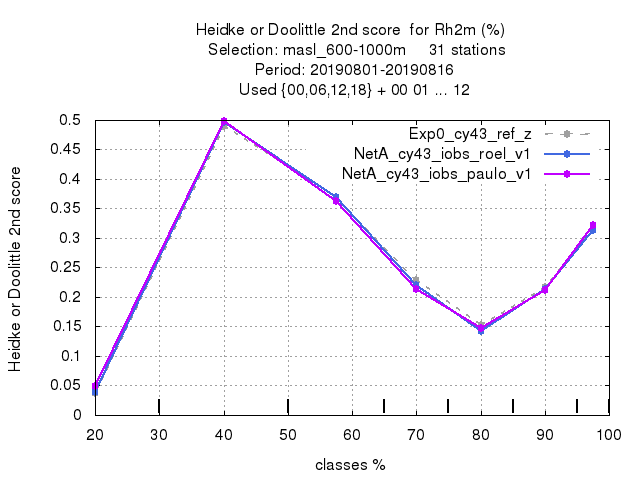 Heidke or Doolittle 2nd score  for Rh2m (%)
Selection: masl_600-1000m     31 stations
Period: 20190801-20190816
Used {00,06,12,18} + 00 01 ... 12
Exp0_cy43_ref_z
NetA_cy43_iobs_roel_v1
NetA_cy43_iobs_paulo_v1
Heidke or Doolittle 2nd score
0.5
0.45
0.4
0.35
0.3
0.25
0.2
0.15
0.1
0.05
0
20 30 40 50 60 70 80 90 100
classes %